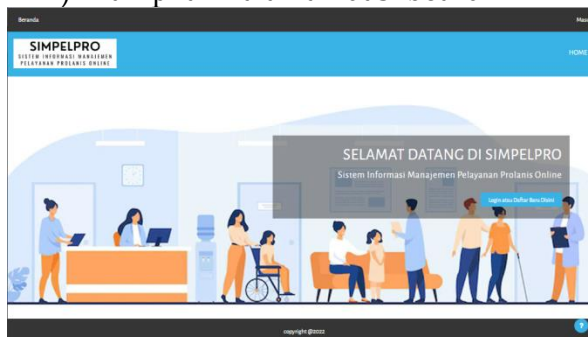 Beranda
SIMPELPRO
SISTEM INFORMASI MANAJEMEN
PELAYANAN PROLANIS ONLINE
HOME
SELAMAT DATANG DI SIMPELPRO
Sistem Informasi Manajemen Pelayanan Prolanis Online
Login atau Daftar Baru Disini
copyright @2022
?